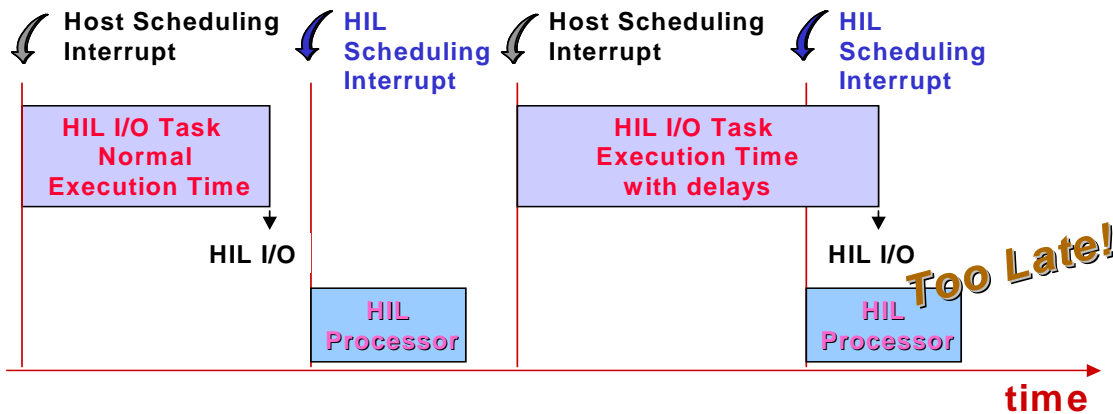 Host Scheduling
Interrupt
HIL
Scheduling
Interrupt
Host Scheduling
Interrupt
HIL
Scheduling
Interrupt
HIL I/O Task
Normal
Execution Time
HIL I/O Task
Execution Time
with delays
HIL I/O
HIL I/O
Too Late!
HIL
Processor
HIL
Processor
time